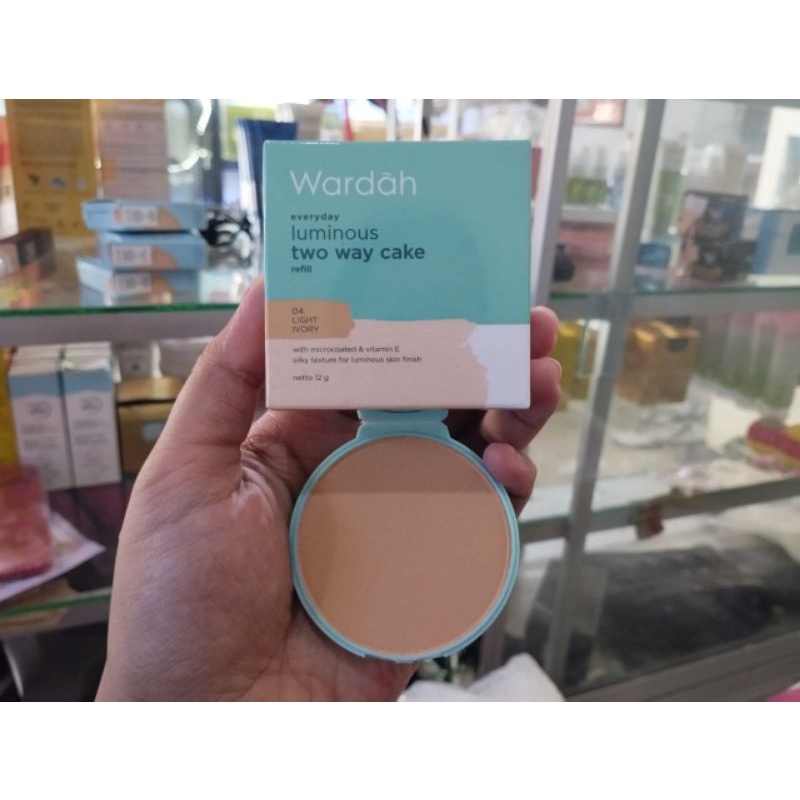 Wardah
everyday
luminous
two way cake
refill
04.
LIGHT
IVORY
with microcoated & vitamin E
silky texture for luminous skin finish
netto 12 g